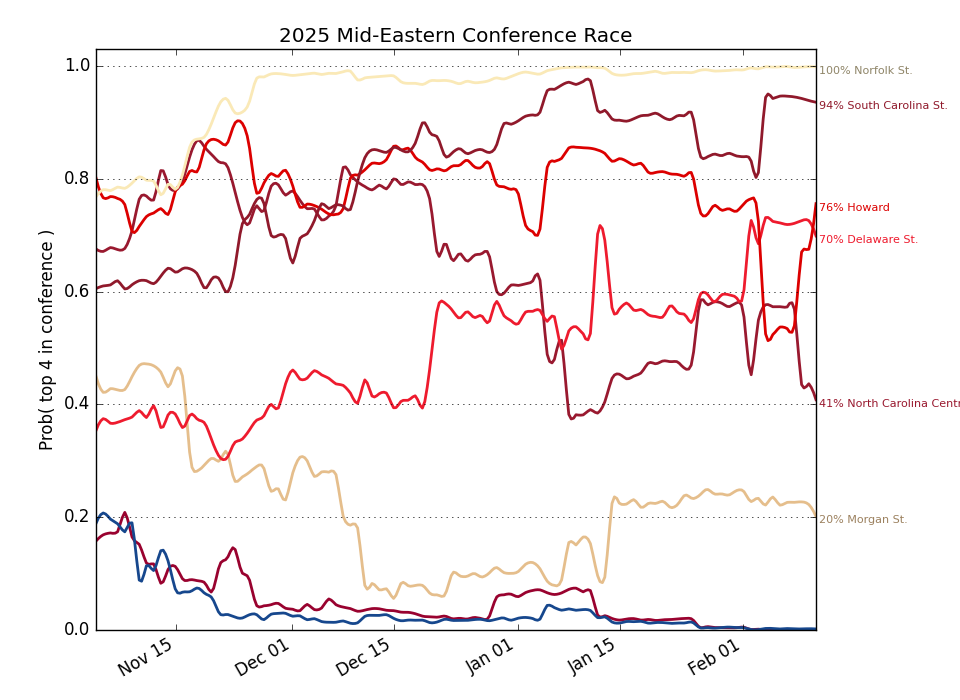 2025 Mid-Eastern Conference Race
Prob( top 4 in conference )
1.0
0.8
0.6
0.4
0.2
0.0
Nov 15
Dec 01
Dec 15
Jan 01
Jan 15
Feb 01
100% Norfolk St.
94% South Carolina St.
76% Howard
70% Delaware St.
41% North Carolina Centr
20% Morgan St.